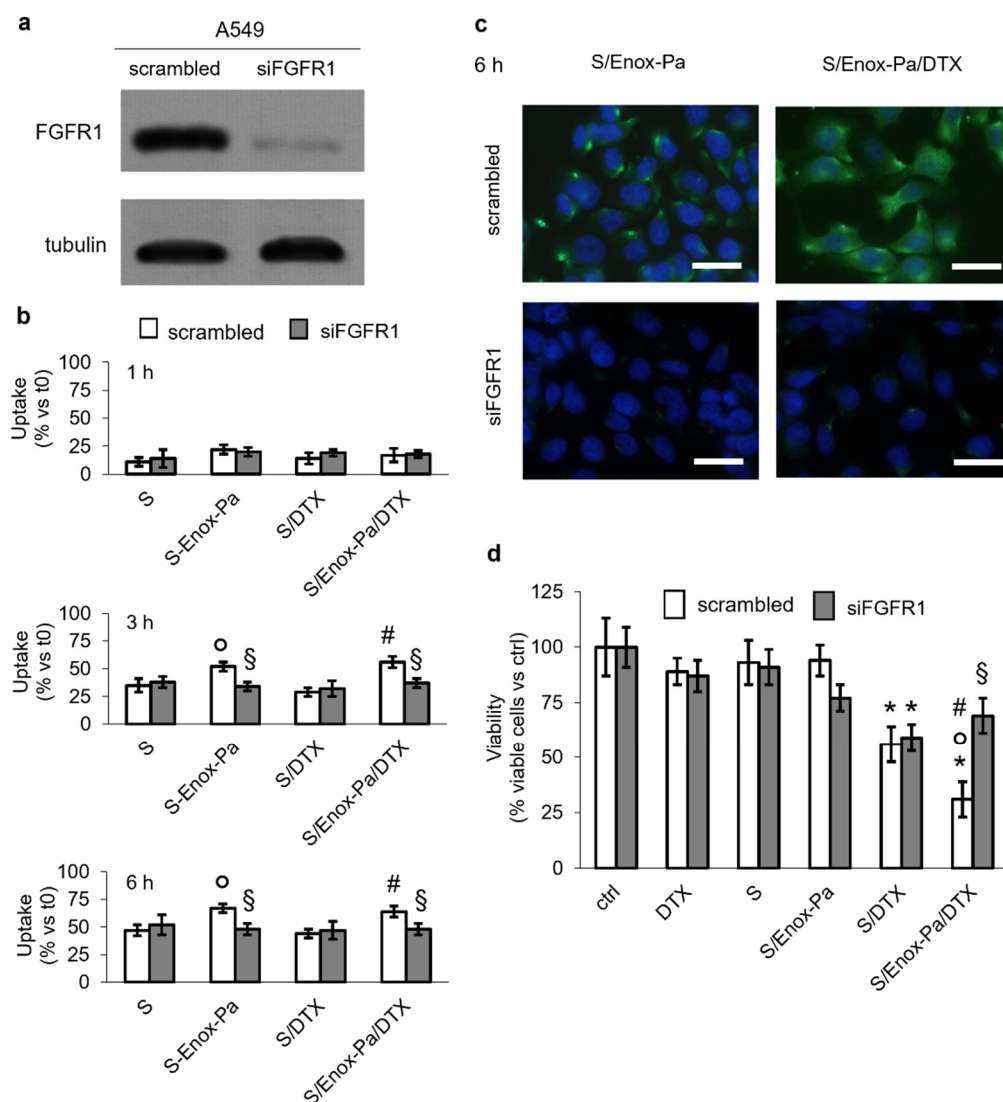 a
A549
scrambled siFGFR1
FGFR1
tubulin
b
scrambled siFGFR1
Uptake
(% vs t0)
100
75
50
25
0
1 h
S S-Enox-Pa S/DTX S/Enox-Pa/DTX
Uptake
(% vs t0)
100
75
50
25
0
3 h
o § # §
S S-Enox-Pa S/DTX S/Enox-Pa/DTX
Uptake
(% vs t0)
100
75
50
25
0
6 h
o § # §
S S-Enox-Pa S/DTX S/Enox-Pa/DTX
c
6 h S/Enox-Pa S/Enox-Pa/DTX
scrambled
siFGFR1
d
scrambled siFGFR1
Viability
(% viable cells vs ctrl)
125
100
75
50
25
0
* * # o * §
ctrl DTX S S/Enox-Pa S/DTX S/Enox-Pa/DTX